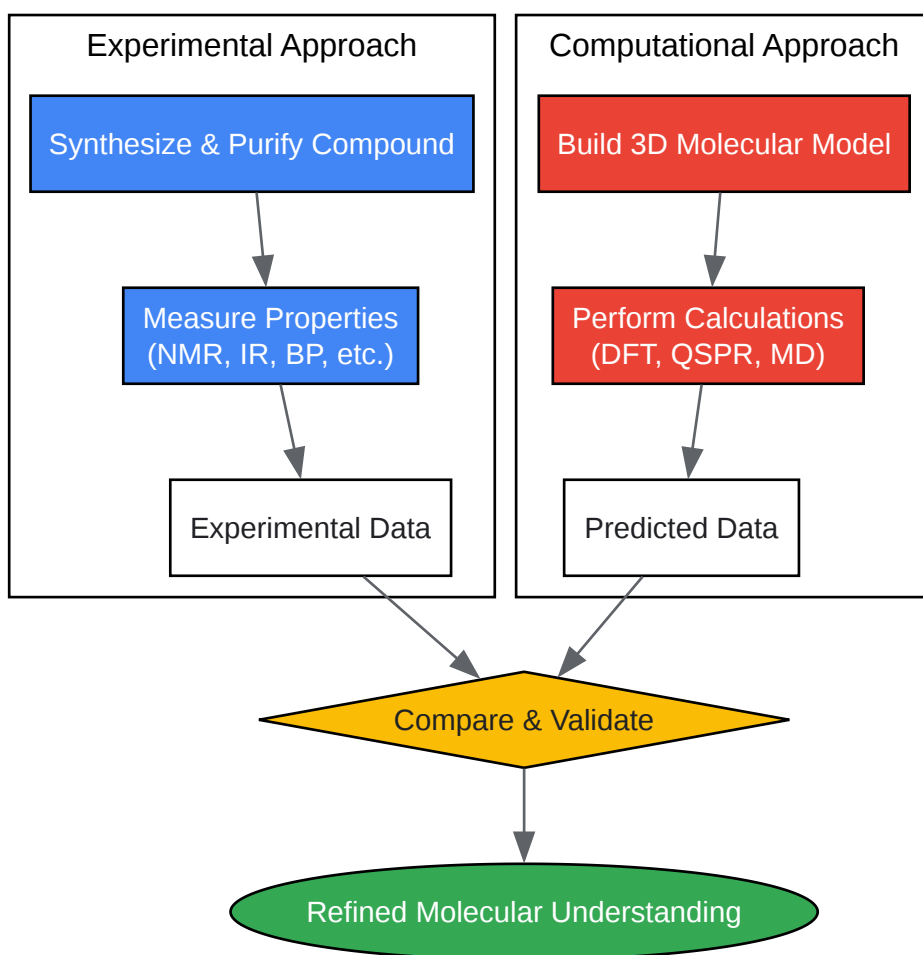 Experimental Approach
Synthesize & Purify Compound
Measure Properties
(NMR, IR, BP, etc.)
Experimental Data
Computational Approach
Build 3D Molecular Model
Perform Calculations
(DFT, QSPR, MD)
Predicted Data
Compare & Validate
Refined Molecular Understanding